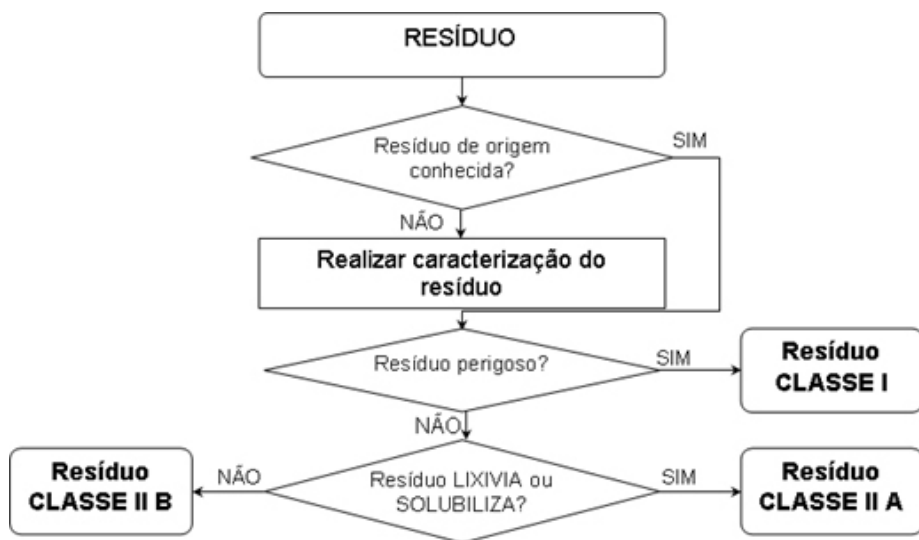 RESÍDUO
Resíduo de origem
conhecida?
SIM
NÃO
Realizar caracterização do
resíduo
Resíduo perigoso?
SIM
Resíduo
CLASSE I
NÃO
Resíduo
CLASSE II B
NÃO
Resíduo LIXIVIA ou
SOLUBILIZA?
SIM
Resíduo
CLASSE II A